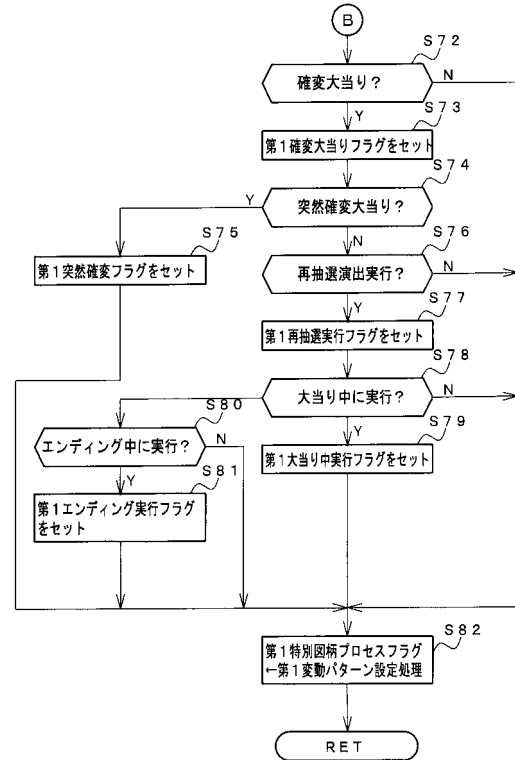 B
S72
確変大当り?
N
Y
S73
第1確変大当りフラグをセット
S74
突然確変大当り?
Y
N
S75
第1突然確変フラグをセット
S76
再抽選演出実行?
N
Y
S77
第1再抽選実行フラグをセット
S78
大当り中に実行?
N
Y
S79
第1大当り中実行フラグをセット
S80
エンディング中に実行?
N
Y
S81
第1エンディング実行フラグ
をセット
S82
第1特別図柄プロセスフラグ
←第1変動パターン設定処理
RET